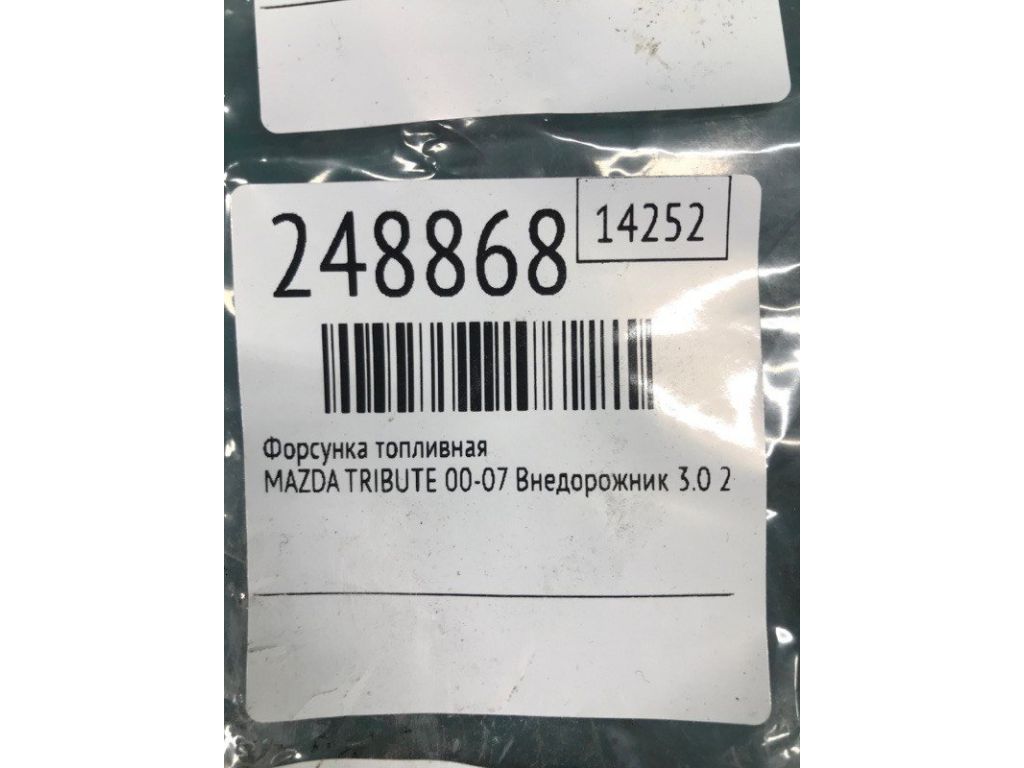 248868
14252
Форсунка топливная
MAZDA TRIBUTE 00-07 Внедорожник 3.0 2